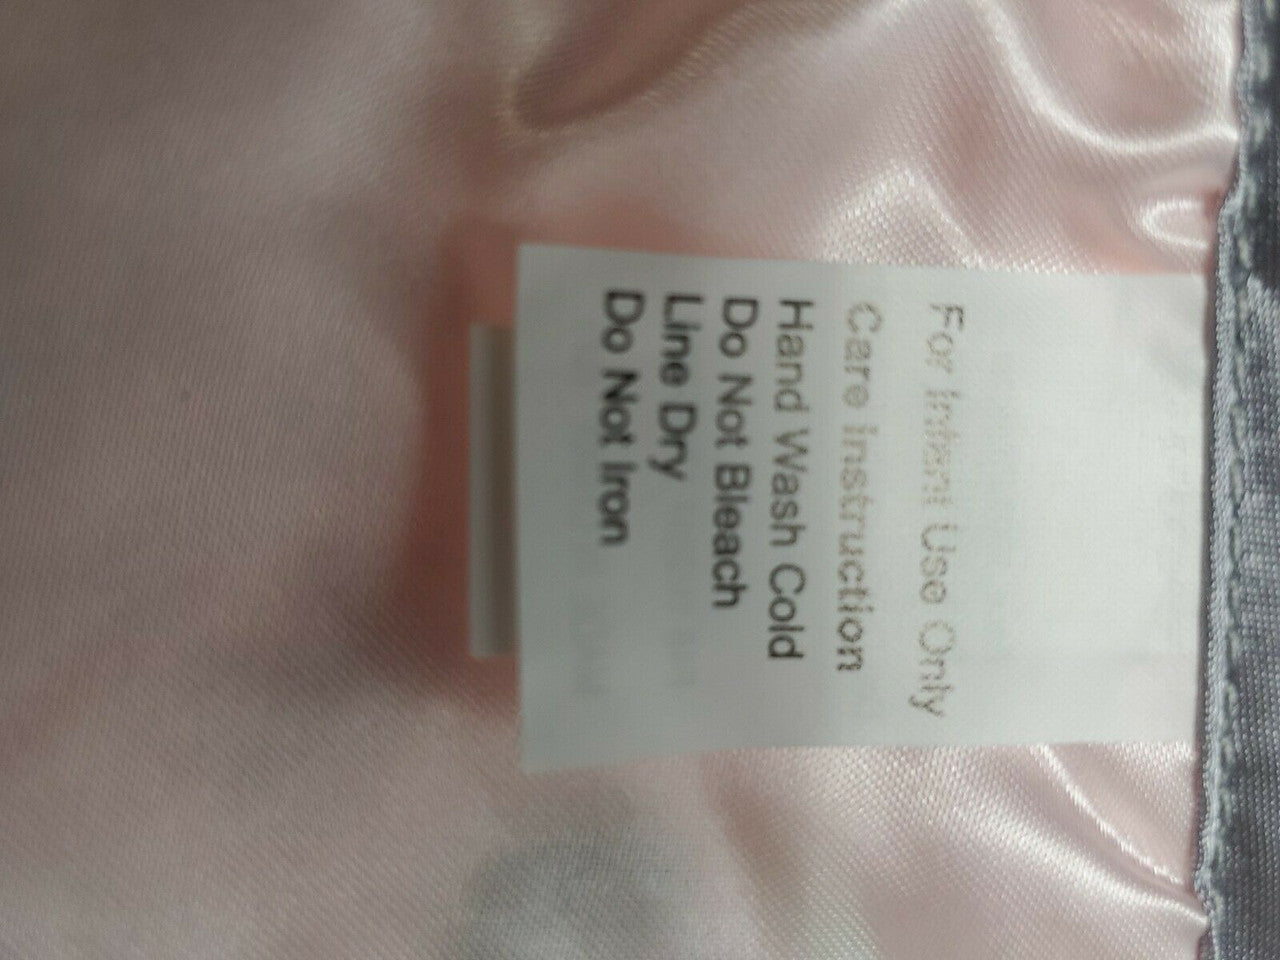 For Infant Use Only
Care instruction
Hand Wash Cold
Do Not Bleach
Line Dry
Do Not Iron